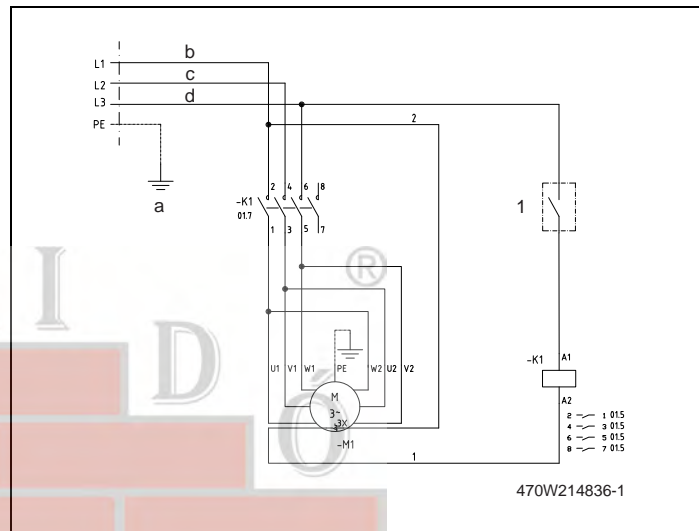 L1
b
L2
c
L3
d
PE
a
2
2 4 6 8
-K1
01.7
1 3 5 7
1
®
I
D
Ő
U1 V1 W1 PE W2 U2 V2
M
3~
3X
-M1
1
-K1
A1
A2
2 1 01.5
4 3 01.5
6 5 01.5
8 7 01.5
470W214836-1